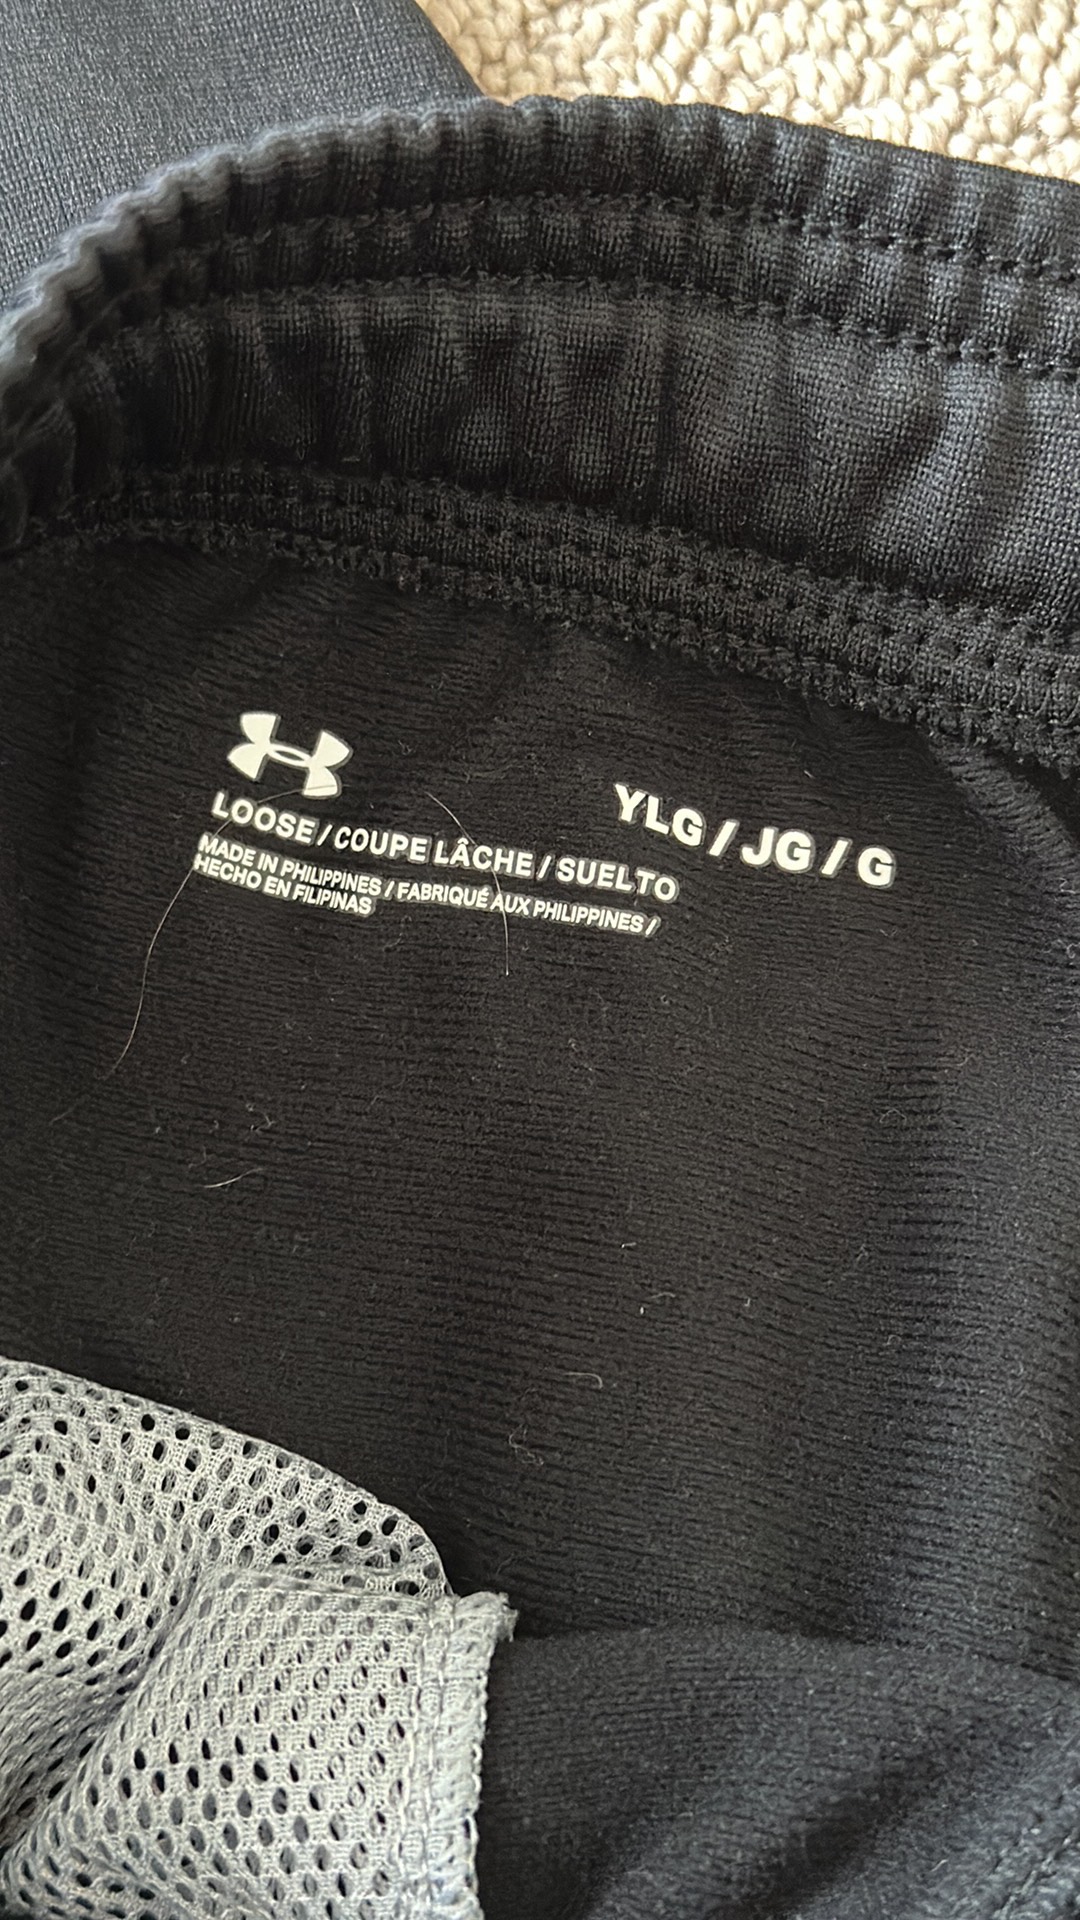 YLG / JG / G
LOOSE / COUPE LÂCHE / SUELTO
MADE IN PHILIPPINES / FABRIQUÉ AUX PHILIPPINES /
HECHO EN FILIPINAS